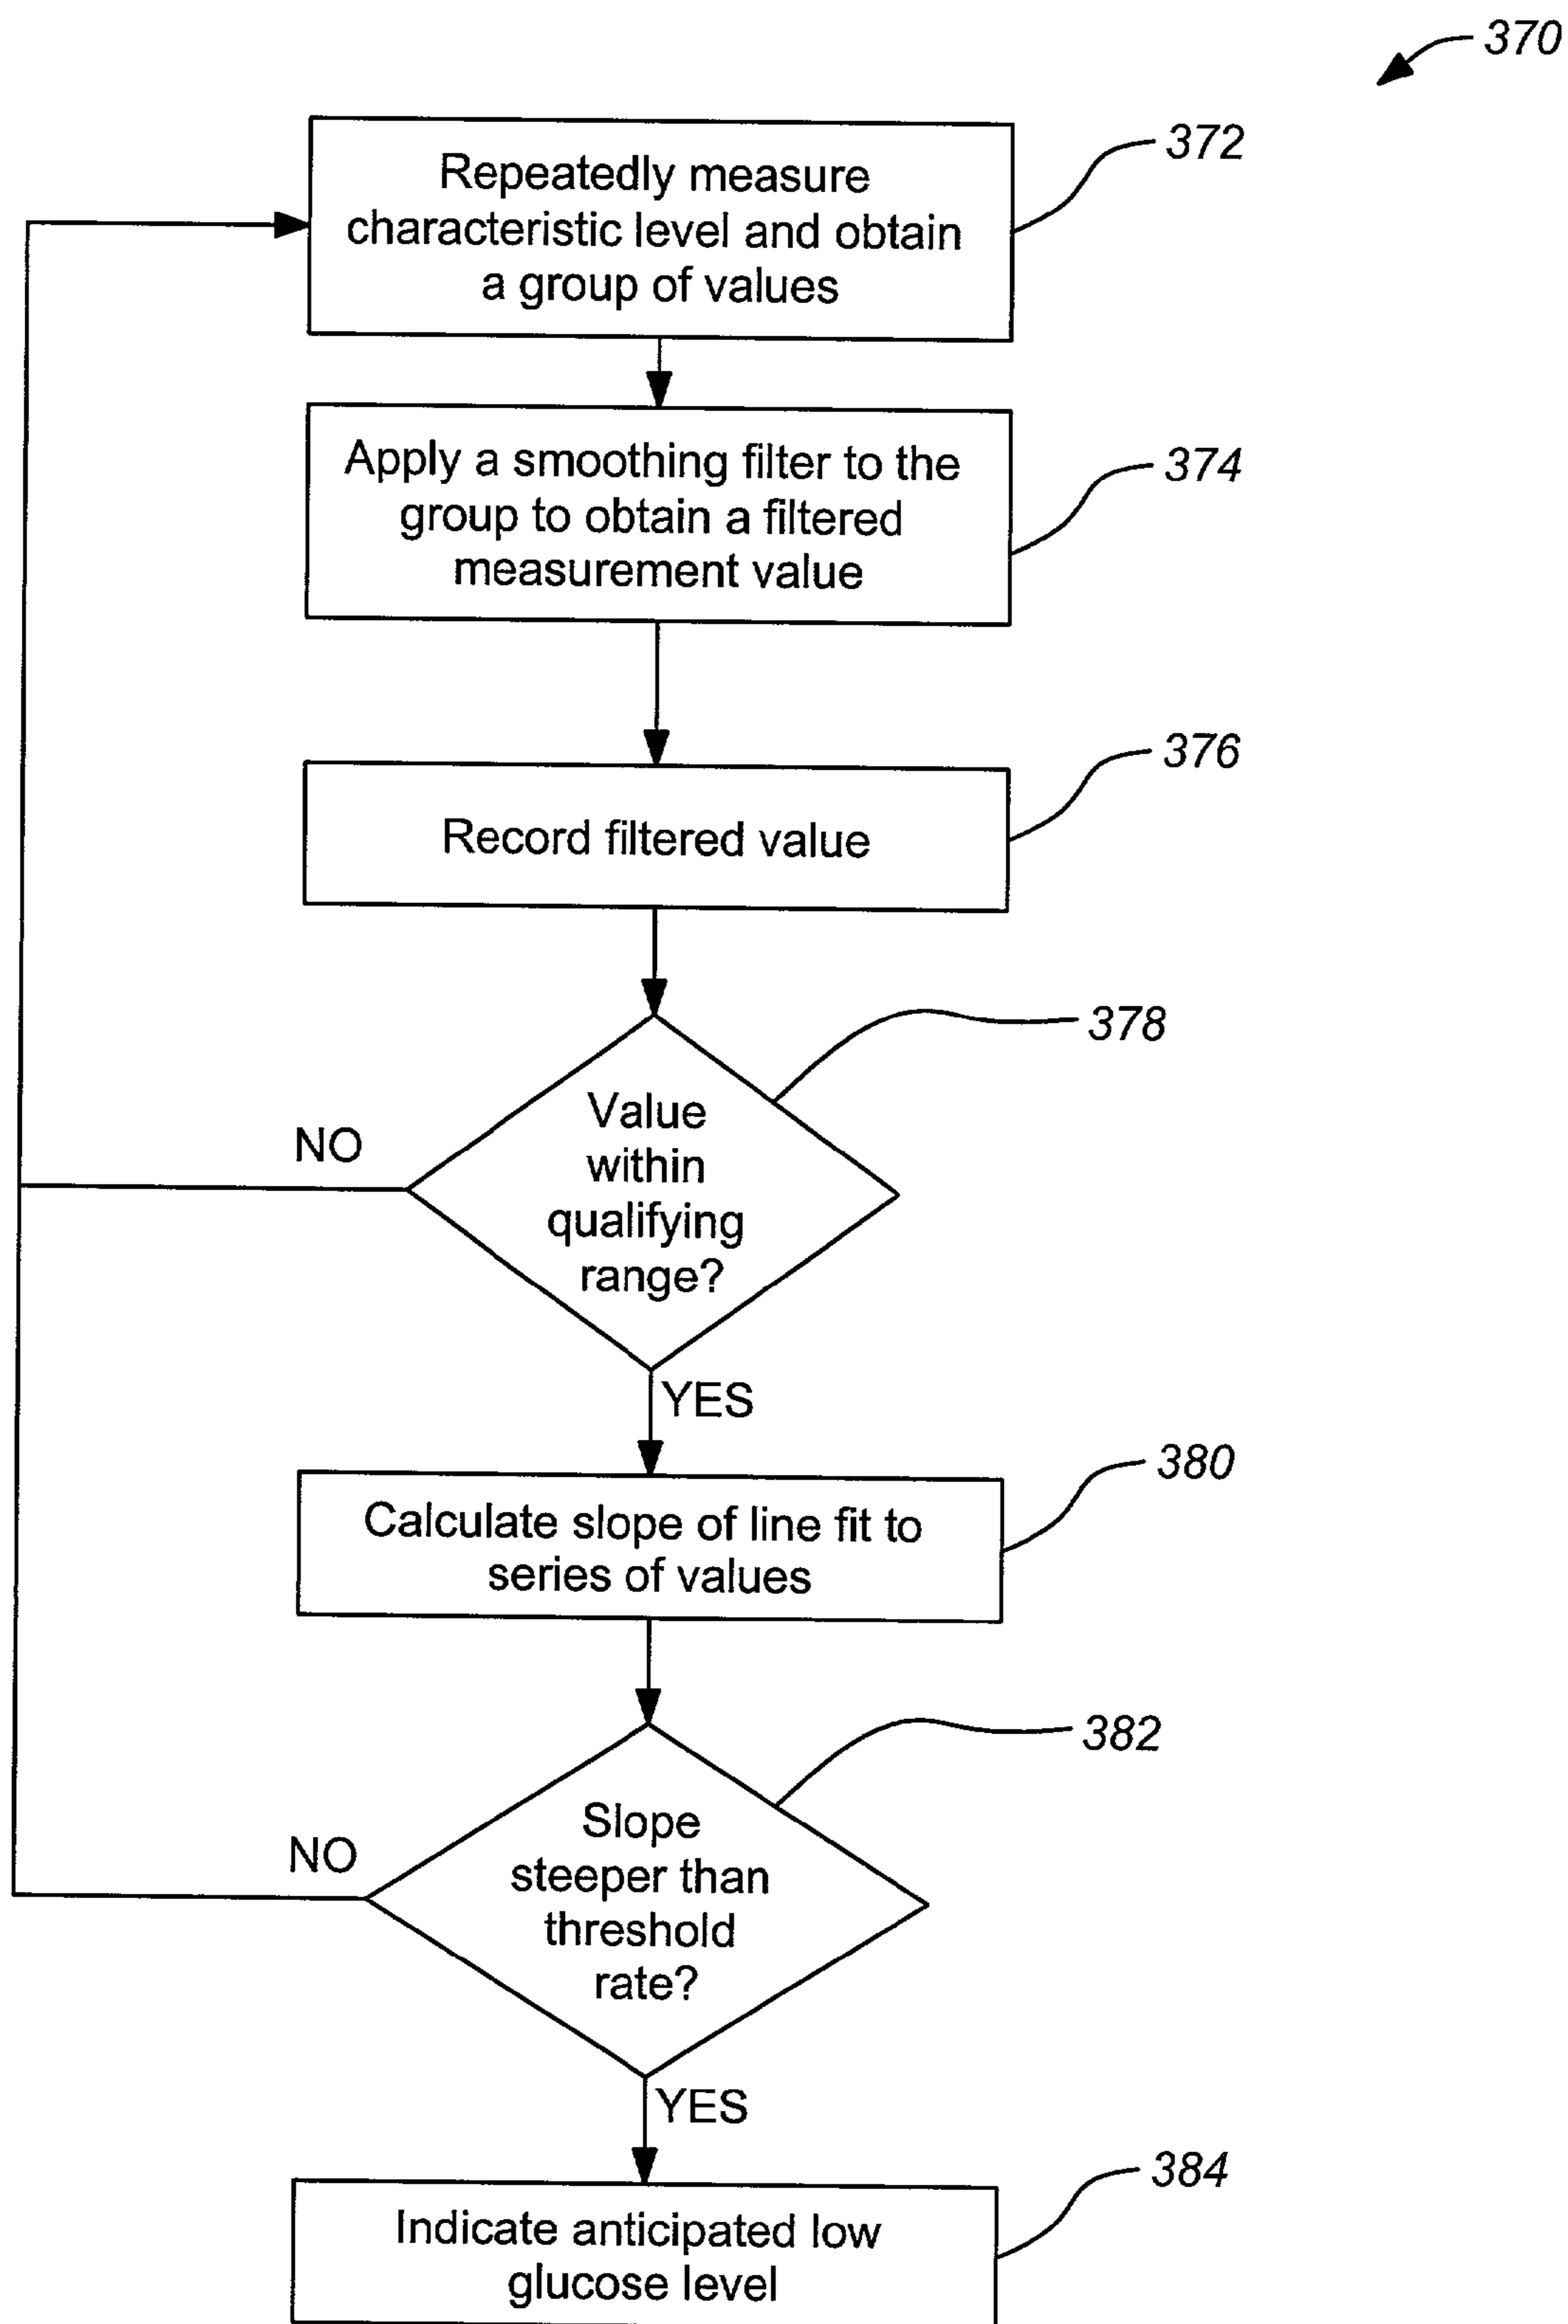 370
Repeatedly measure
characteristic level and obtain
a group of values
372
Apply a smoothing filter to the
group to obtain a filtered
measurement value
374
Record filtered value
376
Value
within
qualifying
range?
378
NO
YES
Calculate slope of line fit to
series of values
380
Slope
steeper than
threshold
rate?
382
NO
YES
Indicate anticipated low
glucose level
384